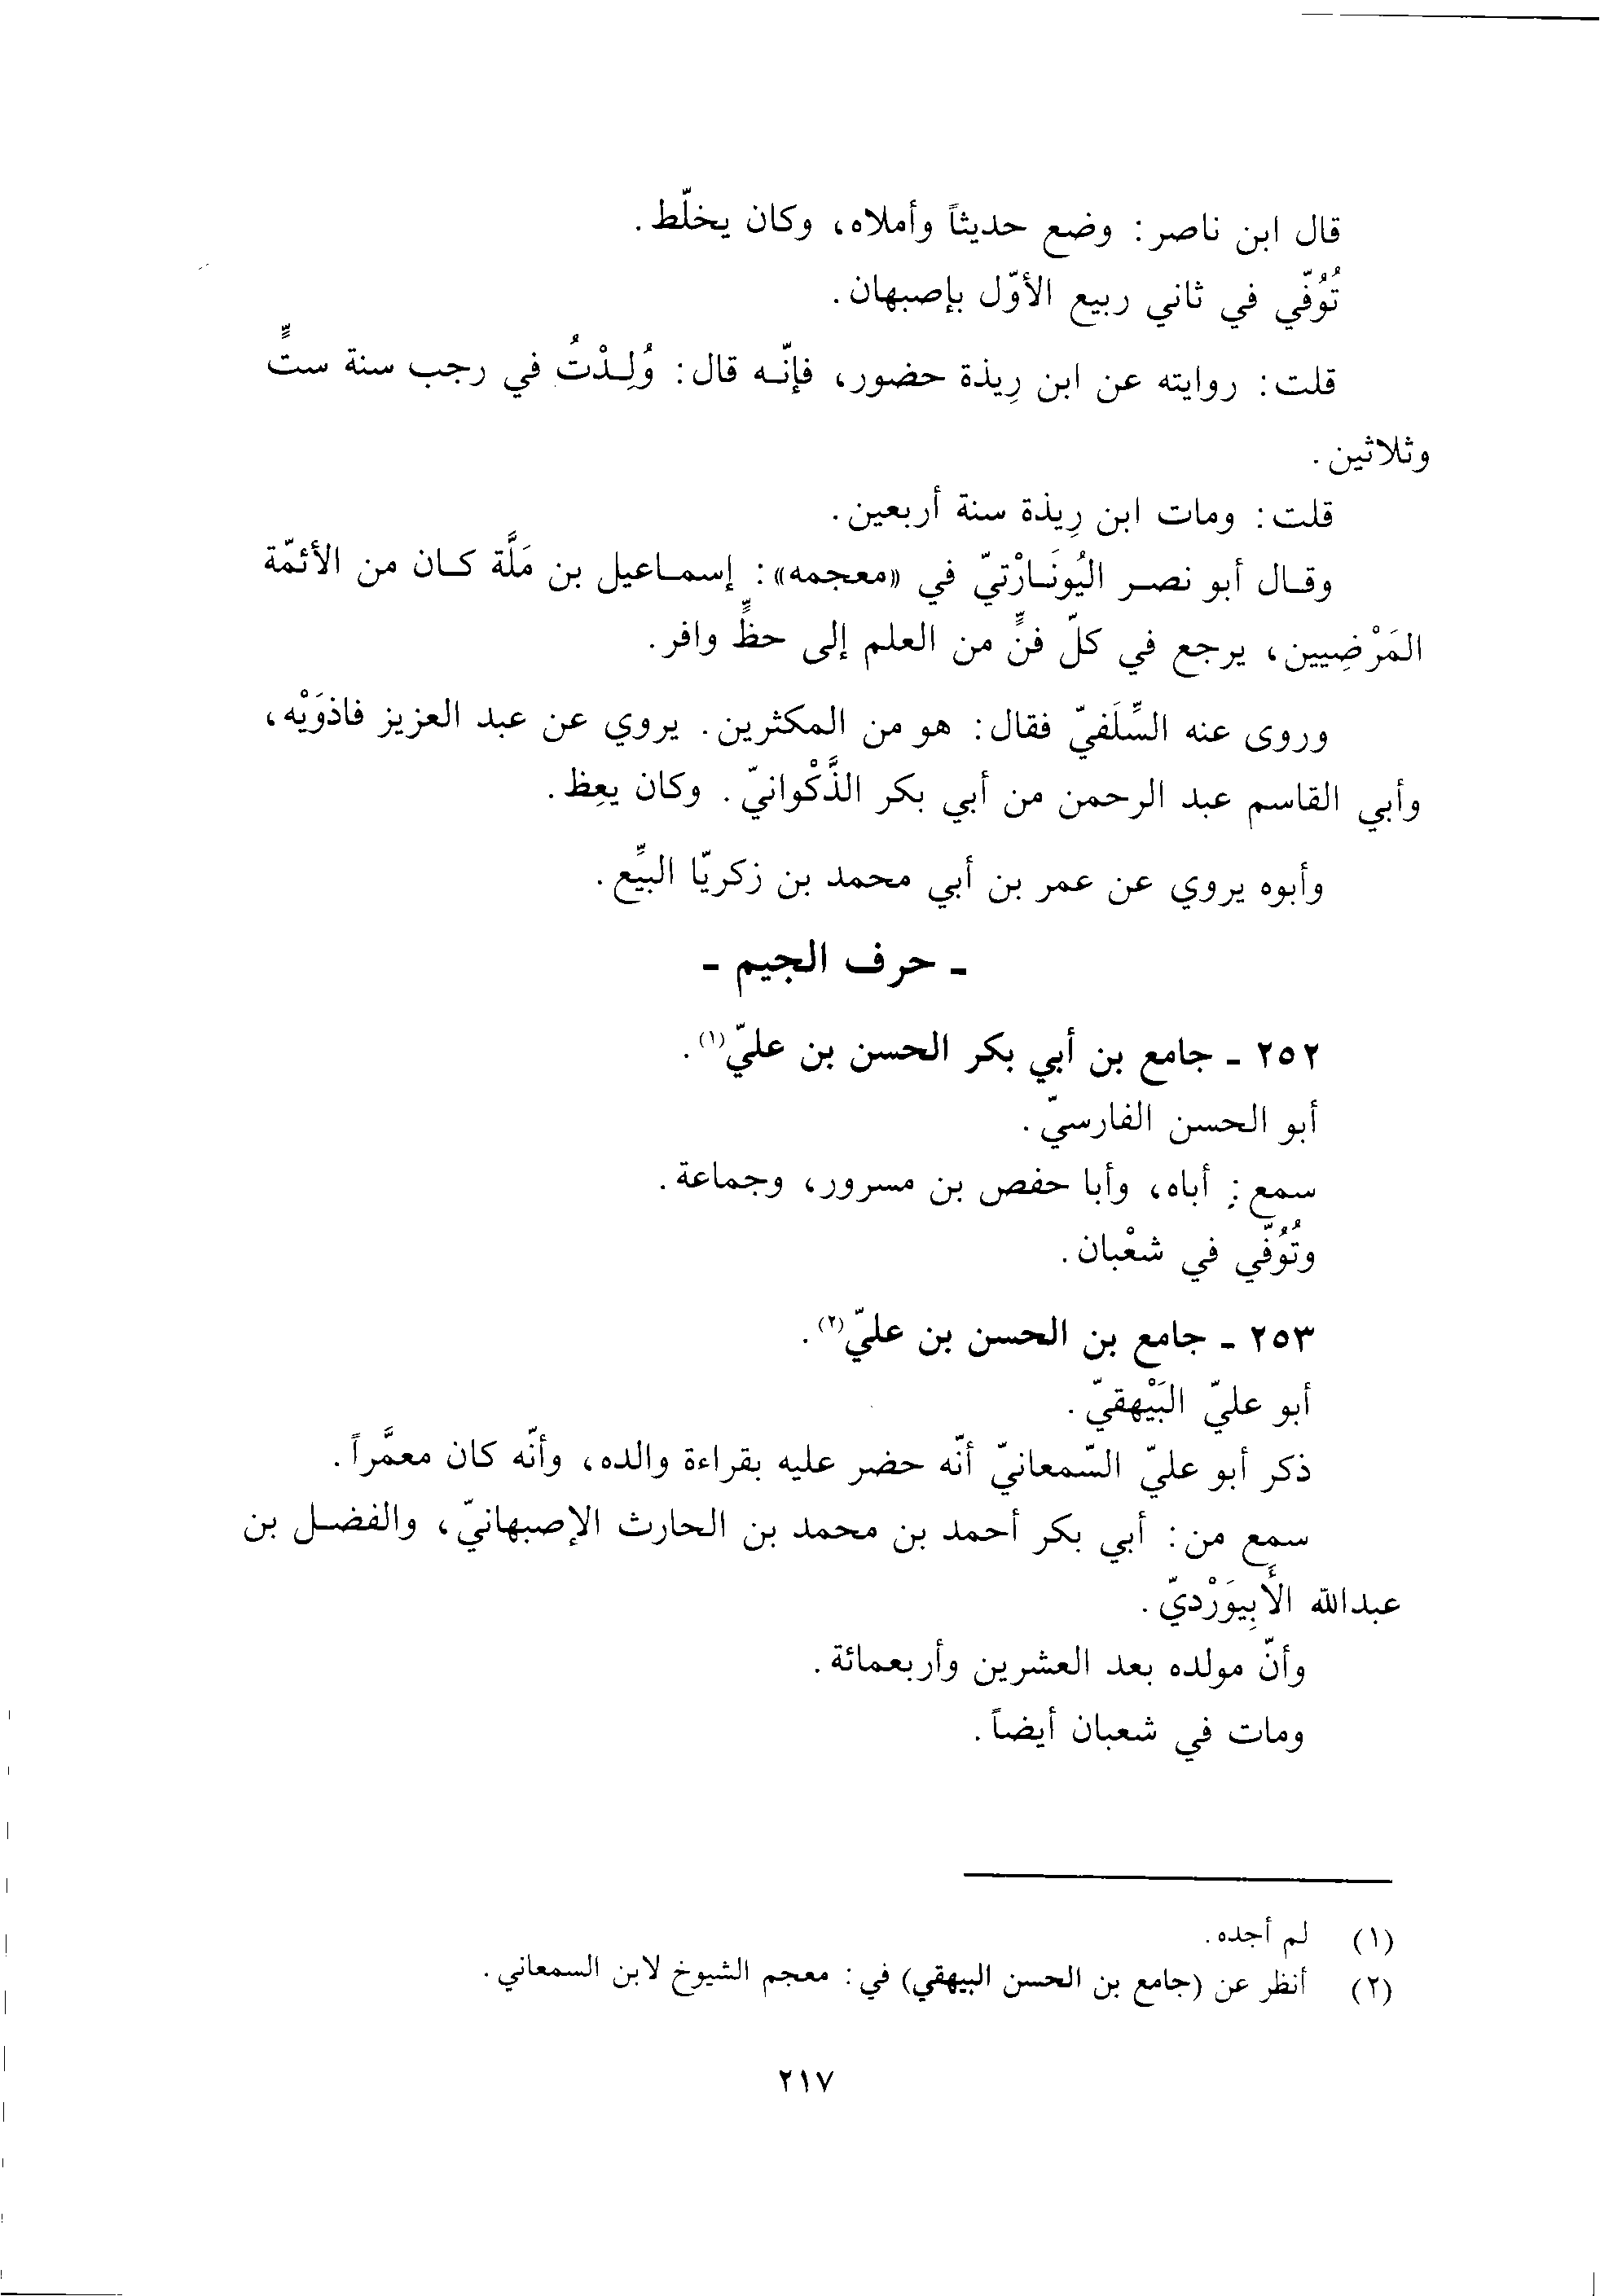 قال ابن ناصر: وضع حديثاً وأملاه، وكان يخلّط.
تُوُفّي في ثاني ربيع الأوّل بإصبهان.
قلت: روايته عن ابن رِيذة حضور، فإنّه قال: وُلِدْتُ في رجب سنة ستٍّ
وثلاثين.
قلت: ومات ابن رِيذة سنة أربعين.
وقال أبو نصر اليُونَارْتيّ في «معجمه»: إسماعيل بن مَلَّة كان من الأئمّة
المَرْضِيين، يرجع في كلّ فنٍّ من العلم إلى حظٍّ وافر.
وروى عنه السِّلَفيّ فقال: هو من المكثرين. يروي عن عبد العزيز فاذوَيْه،
وأبي القاسم عبد الرحمن من أبي بكر الذَّكْوانيّ. وكان يعِظ.
وأبوه يروي عن عمر بن أبي محمد بن زكريّا البيِّع.
- حرف الجيم -
٢٥٢ - جامع بن أبي بكر الحسن بن عليّ(١).
أبو الحسن الفارسيّ.
سمع: أباه، وأبا حفص بن مسرور، وجماعة.
وتُوُفّي في شعْبان.
٢٥٣ - جامع بن الحسن بن عليّ(٢).
أبو عليّ البَيْهقيّ.
ذكر أبو عليّ السّمعانيّ أنّه حضر عليه بقراءة والده، وأنّه كان معمَّراً.
سمع من: أبي بكر أحمد بن محمد بن الحارث الإصبهانيّ، والفضل بن
عبدالله الأَبِيوَرْديّ.
وأنّ مولده بعد العشرين وأربعمائة.
ومات في شعبان أيضاً.
(١) لم أجده.
(٢) أنظر عن (جامع بن الحسن البيهقي) في: معجم الشيوخ لابن السمعاني.
٢١٧